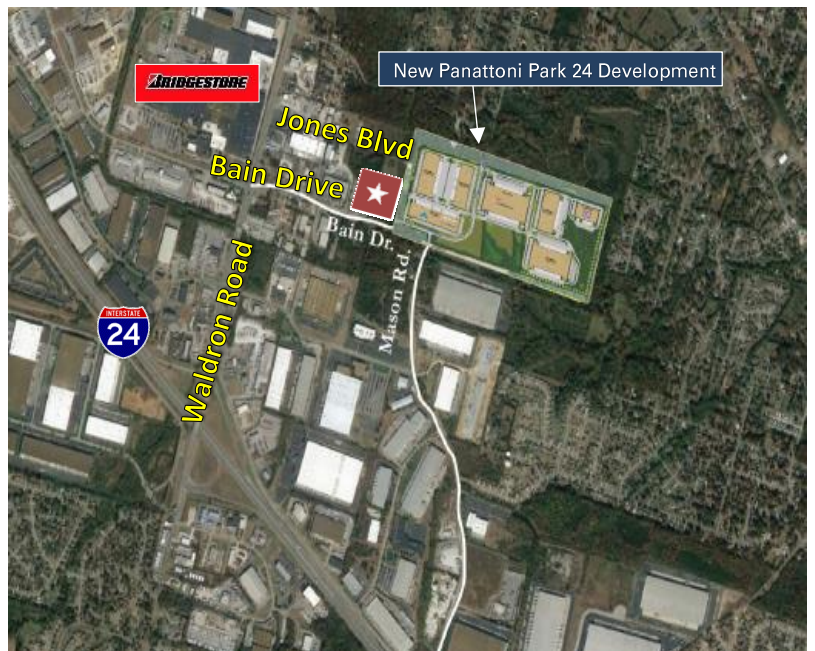 New Panattoni Park 24 Development
BRIDGESTONE
Jones Blvd
Bain Drive
Bain Dr.
Mason Rd.
Waldron Road
INTERSTATE
24